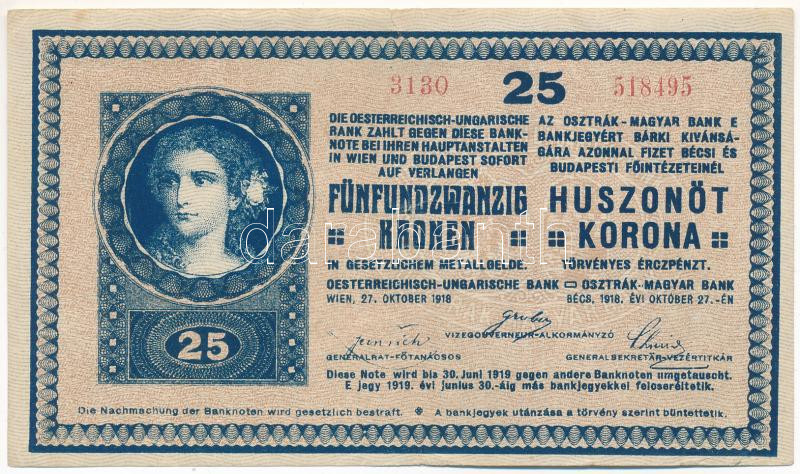 3130 25 518495
DIE OESTERREICHISCH-UNGARISCHE
BANK ZAHLT GEGEN DIESE BANK-
NOTE BEI IHREN HAUPTANSTALTEN
IN WIEN UND BUDAPEST SOFORT
AUF VERLANGEN
FÜNFUNDZWANZIG
KRONEN
IN GESETZLICHEM METALLGELDE.
OESTERREICHISCH-UNGARISCHE BANK
WIEN, 27. OKTOBER 1918
AZ OSZTRÁK-MAGYAR BANK E
BANKJEGYÉRT BÁRKI KIVÁNSÁ-
GÁRA AZONNAL FIZET BÉCSI ÉS
BUDAPESTI FŐINTÉZETEINÉL
HUSZONÖT
KORONA
TÖRVÉNYES ÉRCZPÉNZT.
OSZTRÁK-MAGYAR BANK
BÉCS, 1918. ÉVI OKTÓBER 27.-ÉN
25
Gruber
VIZEGOUVERNEUR-ALKORMÁNYZÓ
GENERALRAT-FŐTANÁCSOS
GENERALSEKRETÄR-VEZÉRTITKÁR
Diese Note wird bis 30. Juni 1919 gegen andere Banknoten umgetauscht.
E jegy 1919. évi junius 30.-áig más bankjegyekkel felcseréltetik.
Die Nachmachung der Banknoten wird gesetzlich bestraft. * A bankjegyek utánzása a törvény szerint büntettetik.
darabanth